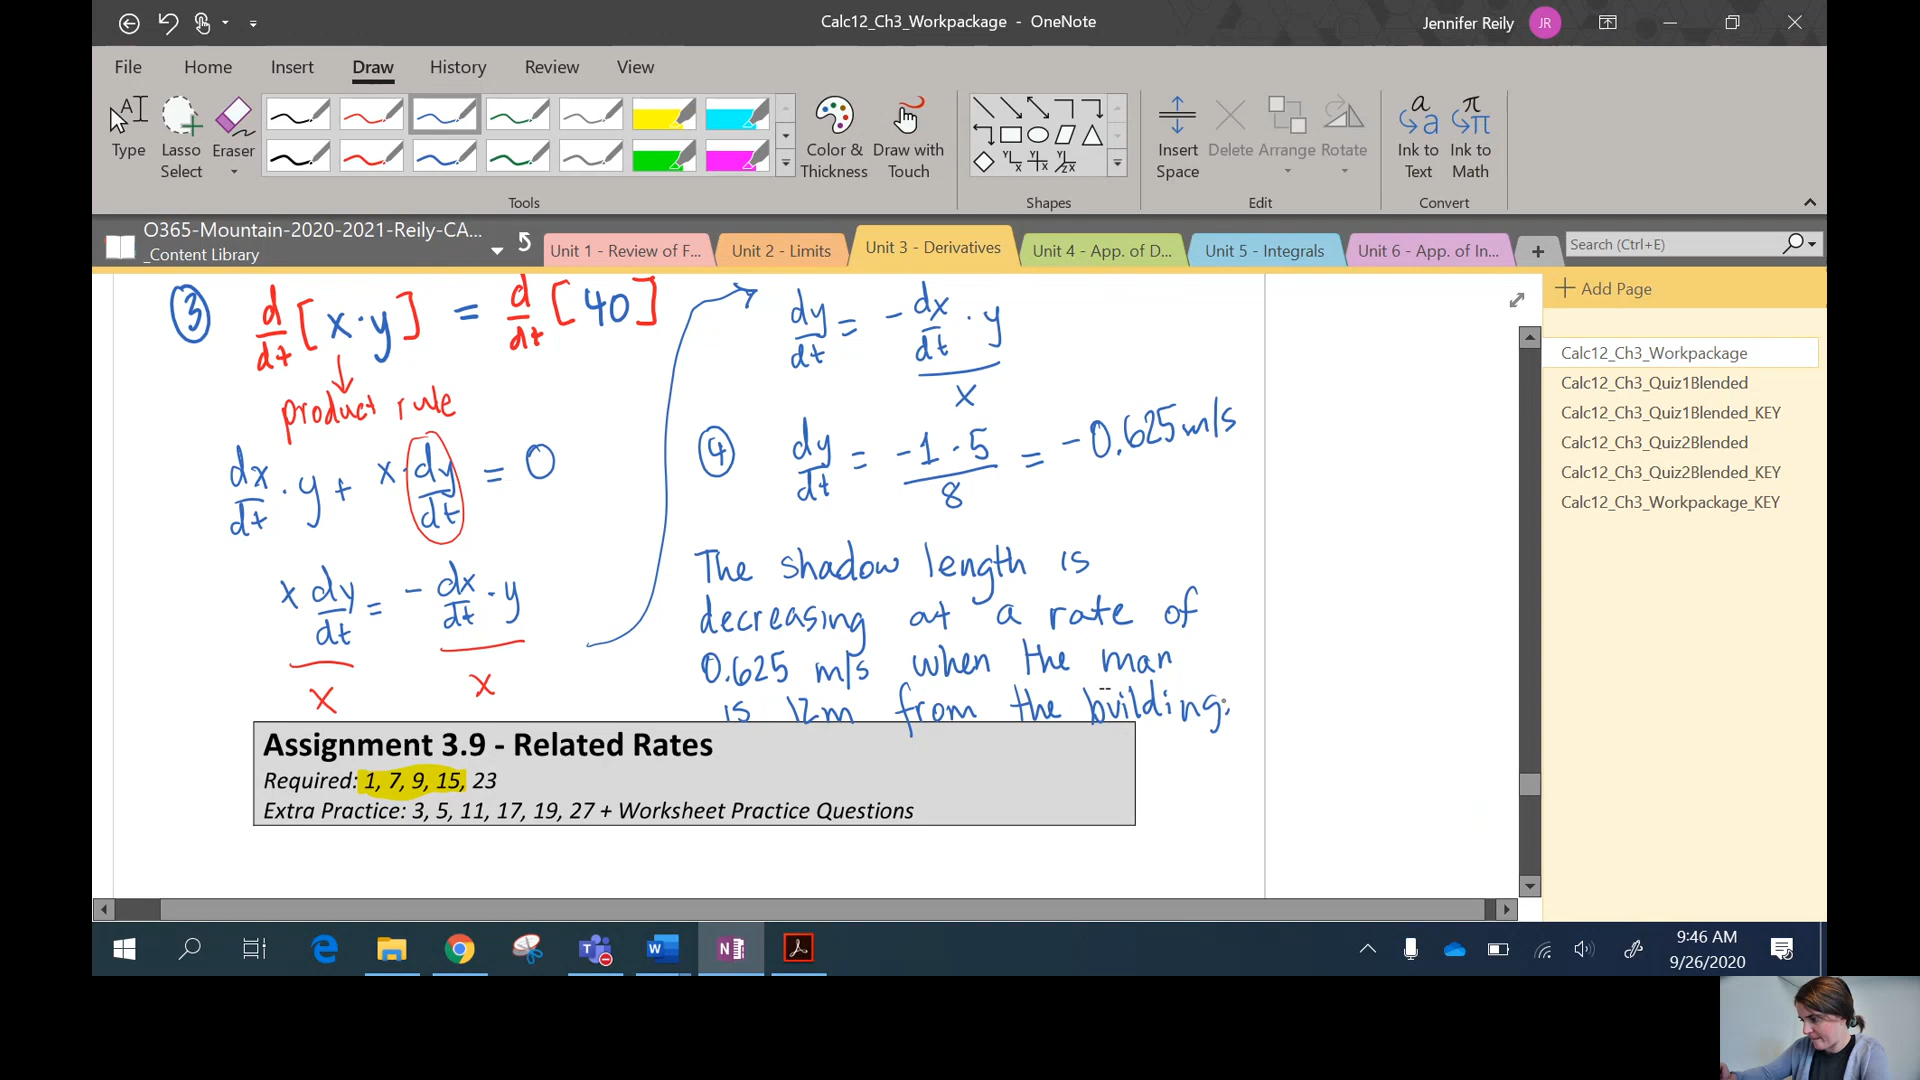 Calc12_Ch3_Workpackage - OneNote
Jennifer Reily JR
File Home Insert Draw History Review View
Type
Lasso Select
Eraser
Color & Thickness
Draw with Touch
Insert Space
Delete
Arrange
Rotate
Ink to Text
Ink to Math
Tools
Shapes
Edit
Convert
O365-Mountain-2020-2021-Reily-CA...
_Content Library
Unit 1 - Review of F...
Unit 2 - Limits
Unit 3 - Derivatives
Unit 4 - App. of D...
Unit 5 - Integrals
Unit 6 - App. of In...
+
Search (Ctrl+E)
+ Add Page
Calc12_Ch3_Workpackage
Calc12_Ch3_Quiz1Blended
Calc12_Ch3_Quiz1Blended_KEY
Calc12_Ch3_Quiz2Blended
Calc12_Ch3_Quiz2Blended_KEY
Calc12_Ch3_Workpackage_KEY
③ d/dt [x·y] = d/dt [40]
product rule
dx/dt · y + x · dy/dt = 0
x dy/dt = - dx/dt · y
x x
dy/dt = - dx/dt · y
x
④ dy/dt = -1·5/8 = -0.625 m/s
The shadow length is
decreasing at a rate of
0.625 m/s when the man
is 12m from the building.
Assignment 3.9 - Related Rates
Required: 1, 7, 9, 15, 23
Extra Practice: 3, 5, 11, 17, 19, 27 + Worksheet Practice Questions
9:46 AM
9/26/2020